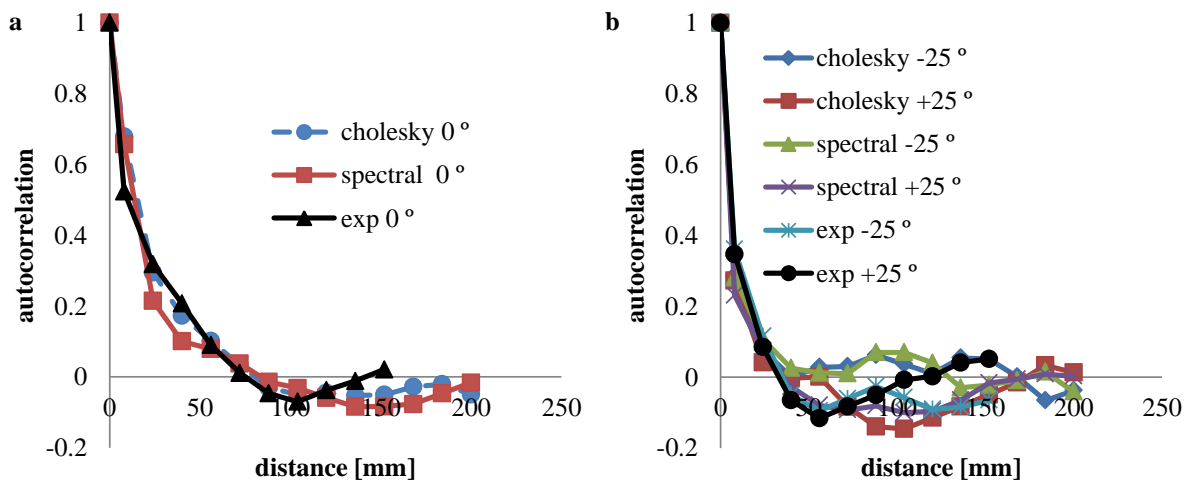 a
1
0.8
0.6
0.4
0.2
0
-0.2
autocorrelation
cholesky 0 º
spectral 0 º
exp 0 º
0 50 100 150 200 250
distance [mm]
b
1
0.8
0.6
0.4
0.2
0
-0.2
autocorrelation
cholesky -25 º
cholesky +25 º
spectral -25 º
spectral +25 º
exp -25 º
exp +25 º
0 50 100 150 200 250
distance [mm]